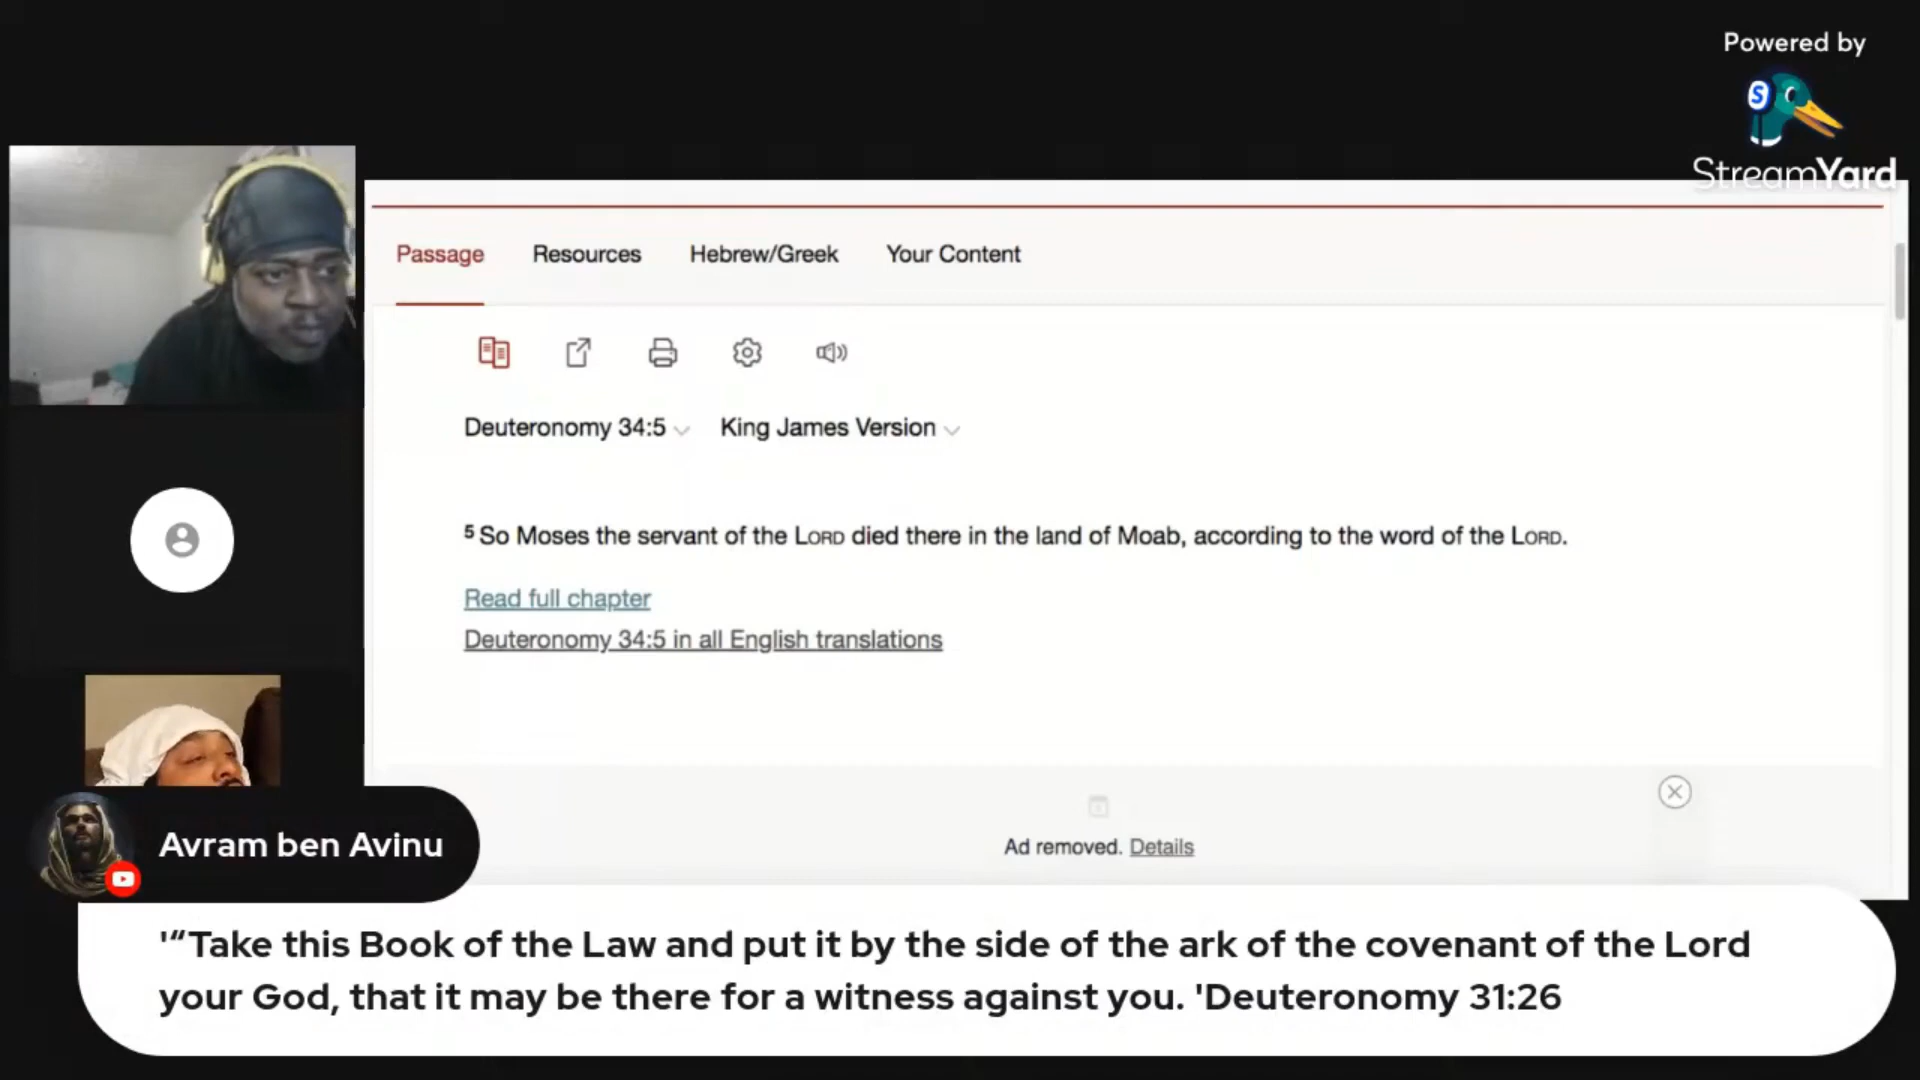 Powered by
StreamYard
Passage Resources Hebrew/Greek Your Content
Deuteronomy 34:5 King James Version
5 So Moses the servant of the LORD died there in the land of Moab, according to the word of the LORD.
Read full chapter
Deuteronomy 34:5 in all English translations
Ad removed. Details
Avram ben Avinu
'“Take this Book of the Law and put it by the side of the ark of the covenant of the Lord
your God, that it may be there for a witness against you. 'Deuteronomy 31:26